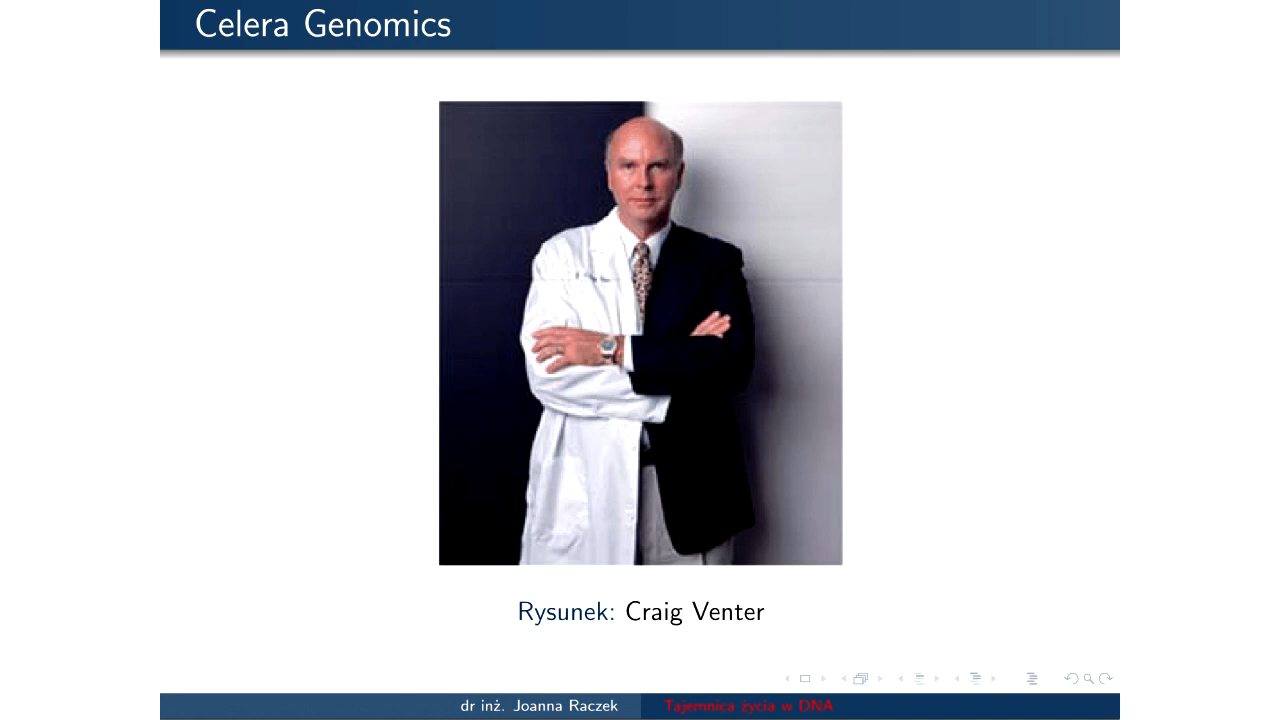 Celera Genomics
Rysunek: Craig Venter
dr inż. Joanna Raczek
Tajemnica życia w DNA